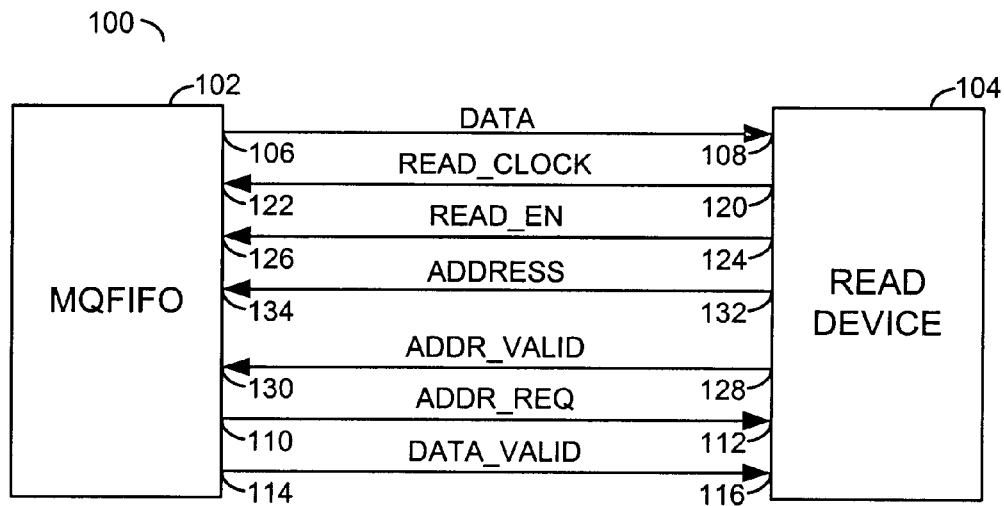 100
102
104
DATA
106
108
READ_CLOCK
122
120
READ_EN
126
124
ADDRESS
MQFIFO
134
132
READ
DEVICE
ADDR_VALID
130
128
ADDR_REQ
110
112
DATA_VALID
114
116